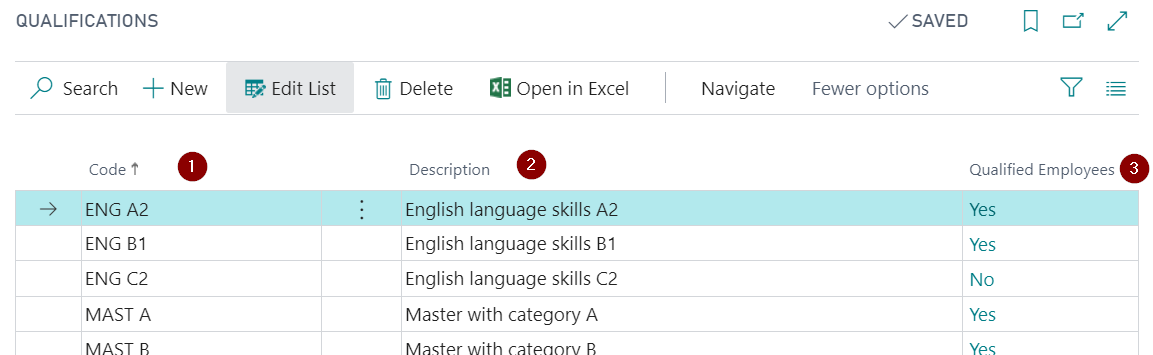 QUALIFICATIONS SAVED
Search New Edit List Delete Open in Excel Navigate Fewer options
Code ↑ 1 Description 2 Qualified Employees 3
ENG A2 English language skills A2 Yes
ENG B1 English language skills B1 Yes
ENG C2 English language skills C2 No
MAST A Master with category A Yes
MAST B Master with category B Yes